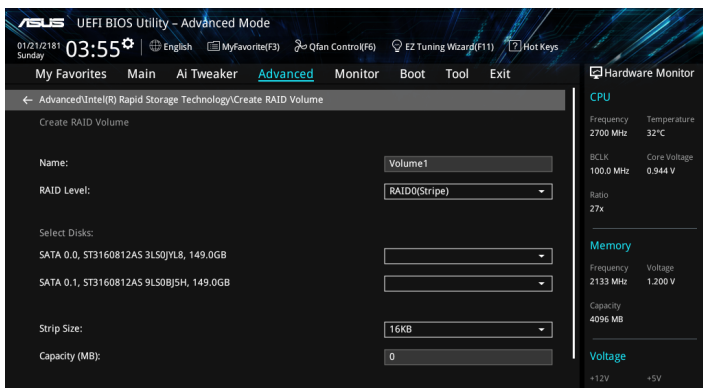 ASUS UEFI BIOS Utility – Advanced Mode
01/21/2181 Sunday 03:55 English MyFavorite(F3) Qfan Control(F6) EZ Tuning Wizard(F11) ? Hot Keys
My Favorites Main Ai Tweaker Advanced Monitor Boot Tool Exit
← Advanced\Intel(R) Rapid Storage Technology\Create RAID Volume
Create RAID Volume
Name: Volume1
RAID Level: RAID0(Stripe)
Select Disks:
SATA 0.0, ST3160812AS 3LS0JYL8, 149.0GB
SATA 0.1, ST3160812AS 9LS0BJ5H, 149.0GB
Strip Size: 16KB
Capacity (MB): 0
Hardware Monitor
CPU
Frequency Temperature
2700 MHz 32°C
BCLK Core Voltage
100.0 MHz 0.944 V
Ratio
27x
Memory
Frequency Voltage
2133 MHz 1.200 V
Capacity
4096 MB
Voltage
+12V +5V